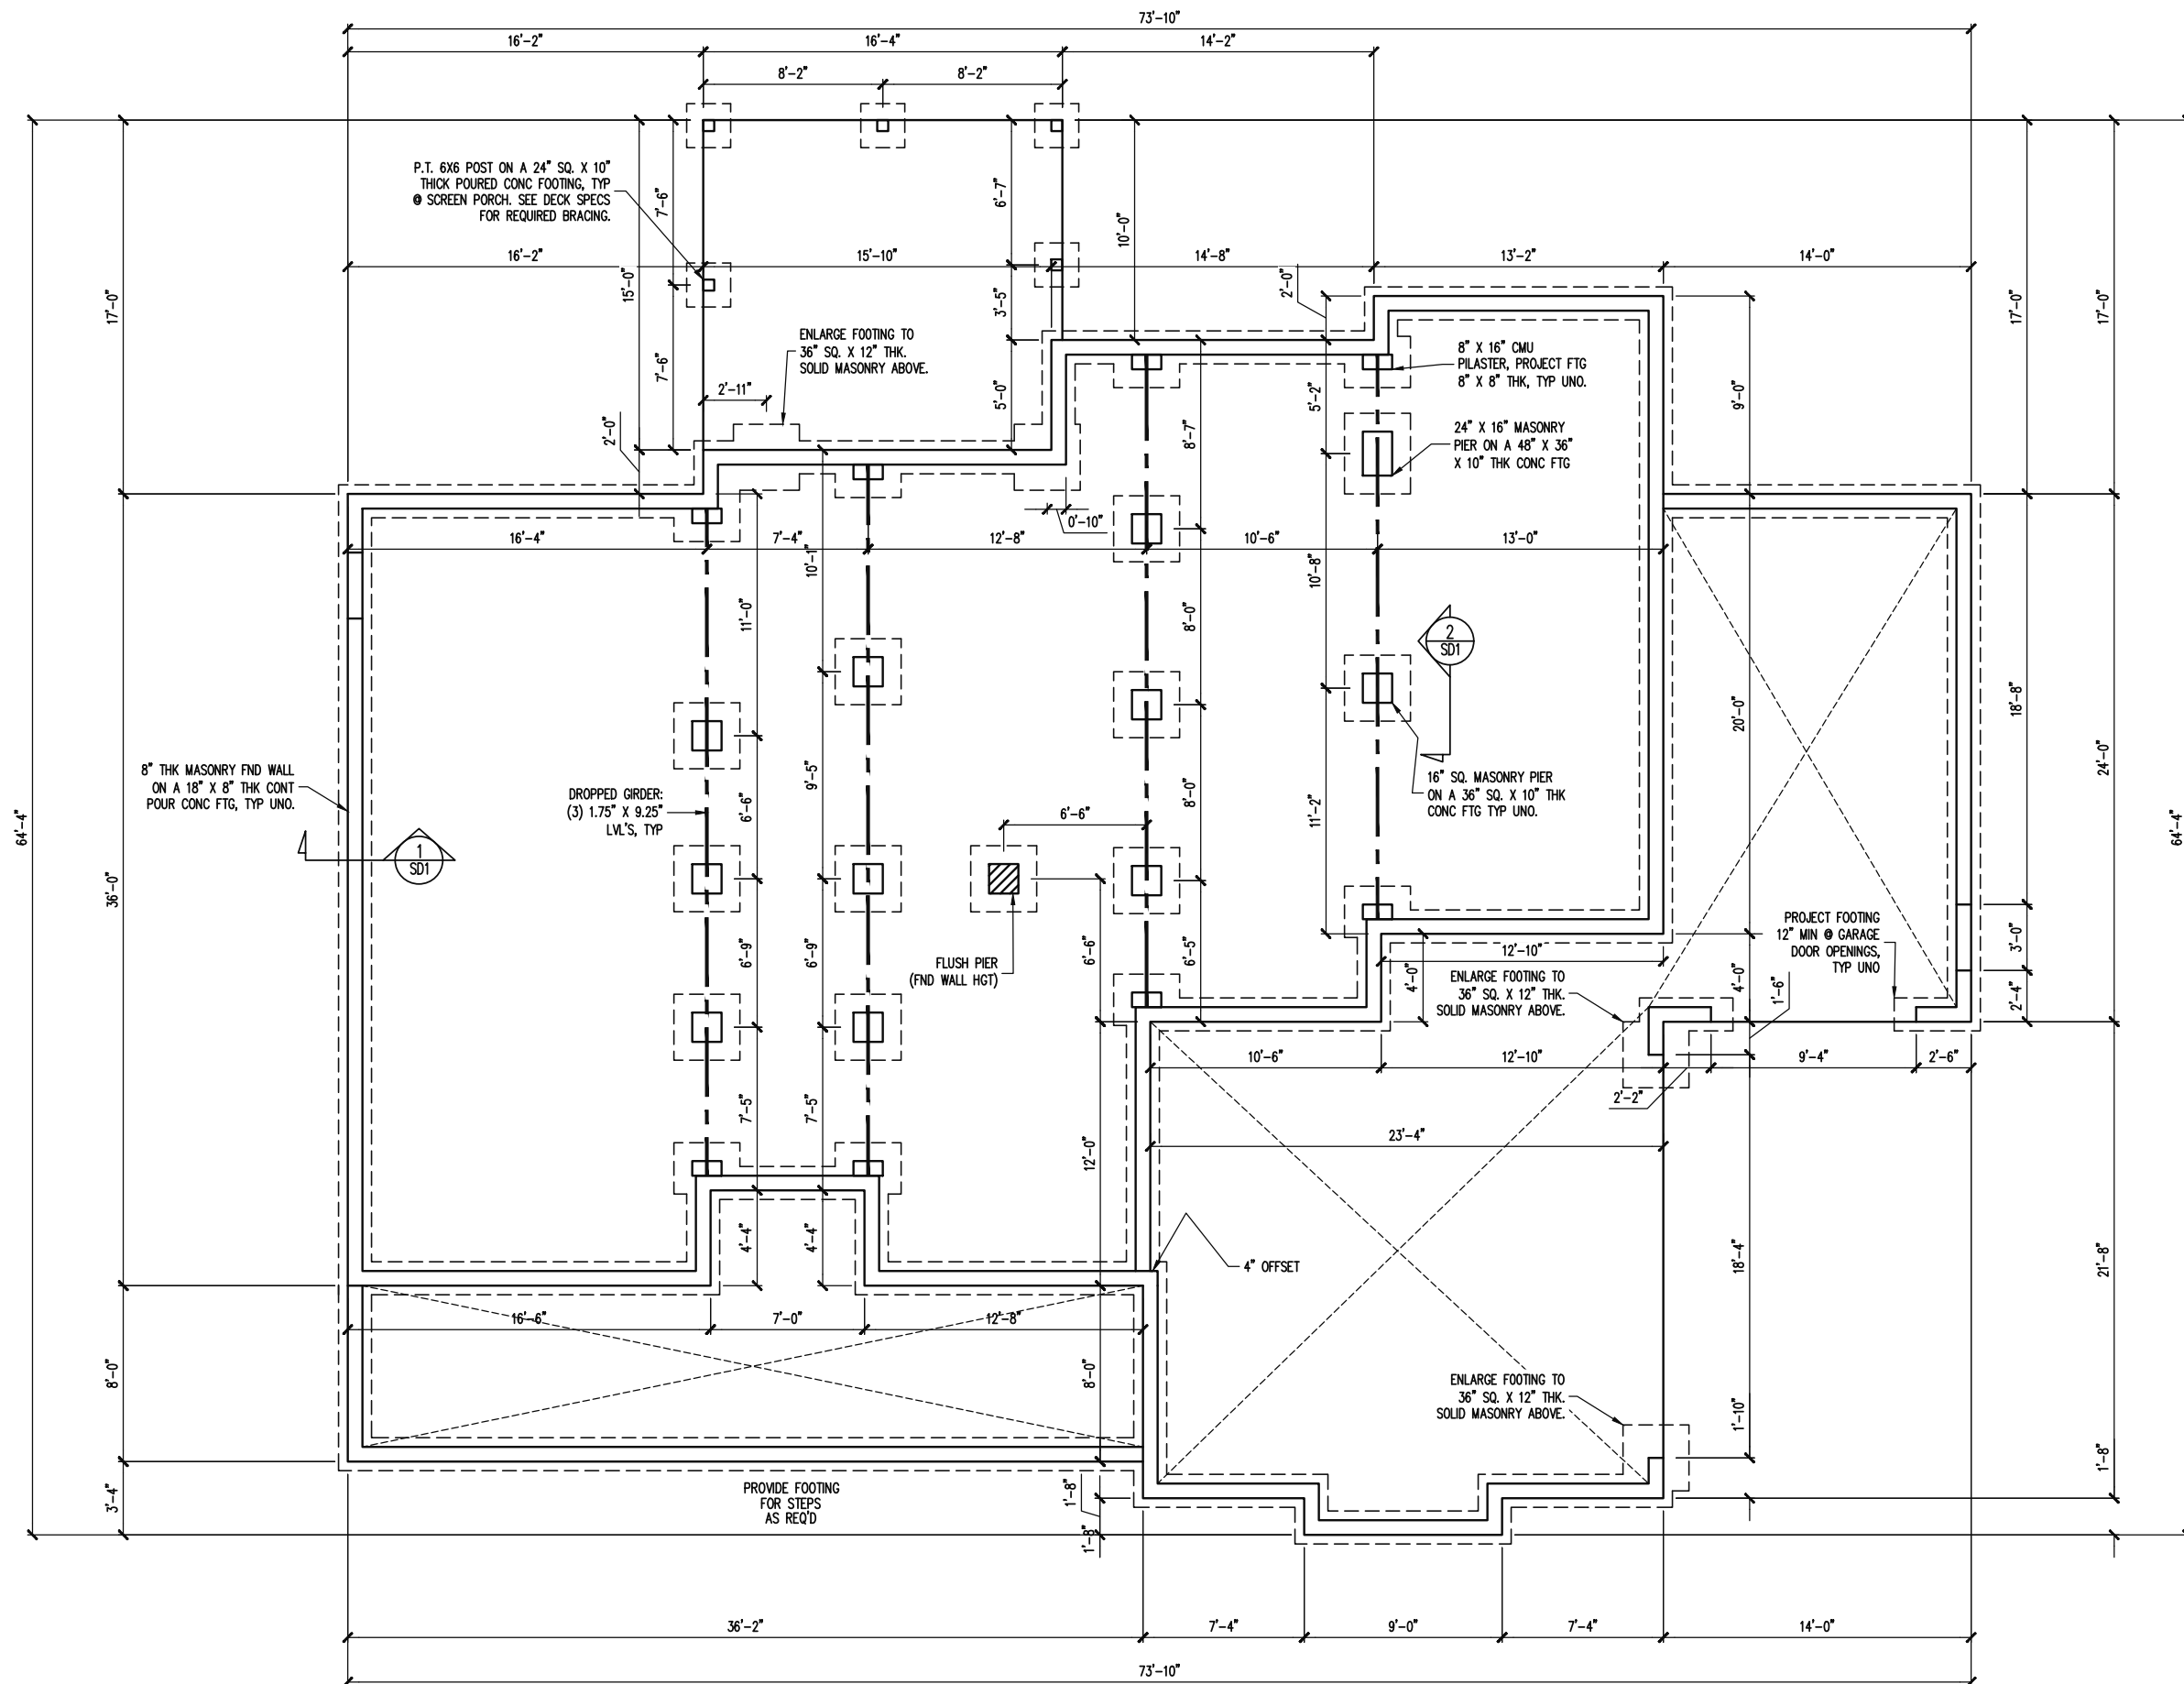 73'-10"
16'-2"
16'-4"
14'-2"
8'-2"
8'-2"
P.T. 6X6 POST ON A 24" SQ. X 10"
THICK POURED CONC FOOTING, TYP
@ SCREEN PORCH. SEE DECK SPECS
FOR REQUIRED BRACING.
7'-6"
6'-7"
10'-0"
16'-2"
15'-10"
14'-8"
13'-2"
14'-0"
17'-0"
15'-0"
3'-5"
2'-0"
17'-0"
17'-0"
ENLARGE FOOTING TO
36" SQ. X 12" THK.
SOLID MASONRY ABOVE.
7'-6"
2'-11"
5'-0"
2'-0"
8" X 16" CMU
PILASTER, PROJECT FTG
8" X 8" THK, TYP UNO.
5'-2"
9'-0"
8'-7"
24" X 16" MASONRY
PIER ON A 48" X 36"
X 10" THK CONC FTG
0'-10"
16'-4"
7'-4"
10'-1"
12'-8"
10'-6"
13'-0"
10'-8"
11'-0"
8'-0"
2
SD1
20'-0"
18'-8"
24'-0"
8" THK MASONRY FND WALL
ON A 18" X 8" THK CONT
POUR CONC FTG, TYP UNO.
DROPPED GIRDER:
(3) 1.75" X 9.25"
LVL'S, TYP
6'-6"
9'-5"
8'-0"
11'-2"
16" SQ. MASONRY PIER
ON A 36" SQ. X 10" THK
CONC FTG TYP UNO.
6'-6"
64'-4"
64'-4"
1
SD1
36'-0"
FLUSH PIER
(FND WALL HGT)
6'-9"
6'-9"
6'-6"
6'-5"
4'-0"
12'-10"
PROJECT FOOTING
12" MIN @ GARAGE
DOOR OPENINGS,
TYP UNO
ENLARGE FOOTING TO
36" SQ. X 12" THK.
SOLID MASONRY ABOVE.
4'-0"
1'-6"
3'-0"
2'-4"
10'-6"
12'-10"
9'-4"
2'-6"
2'-2"
7'-5"
7'-5"
23'-4"
12'-0"
4'-4"
4'-4"
4" OFFSET
18'-4"
21'-8"
16'-6"
7'-0"
12'-8"
8'-0"
8'-0"
ENLARGE FOOTING TO
36" SQ. X 12" THK.
SOLID MASONRY ABOVE.
1'-10"
1'-8"
3'-4"
PROVIDE FOOTING
FOR STEPS
AS REQ'D
1'-8"
1'-8"
36'-2"
7'-4"
9'-0"
7'-4"
14'-0"
73'-10"